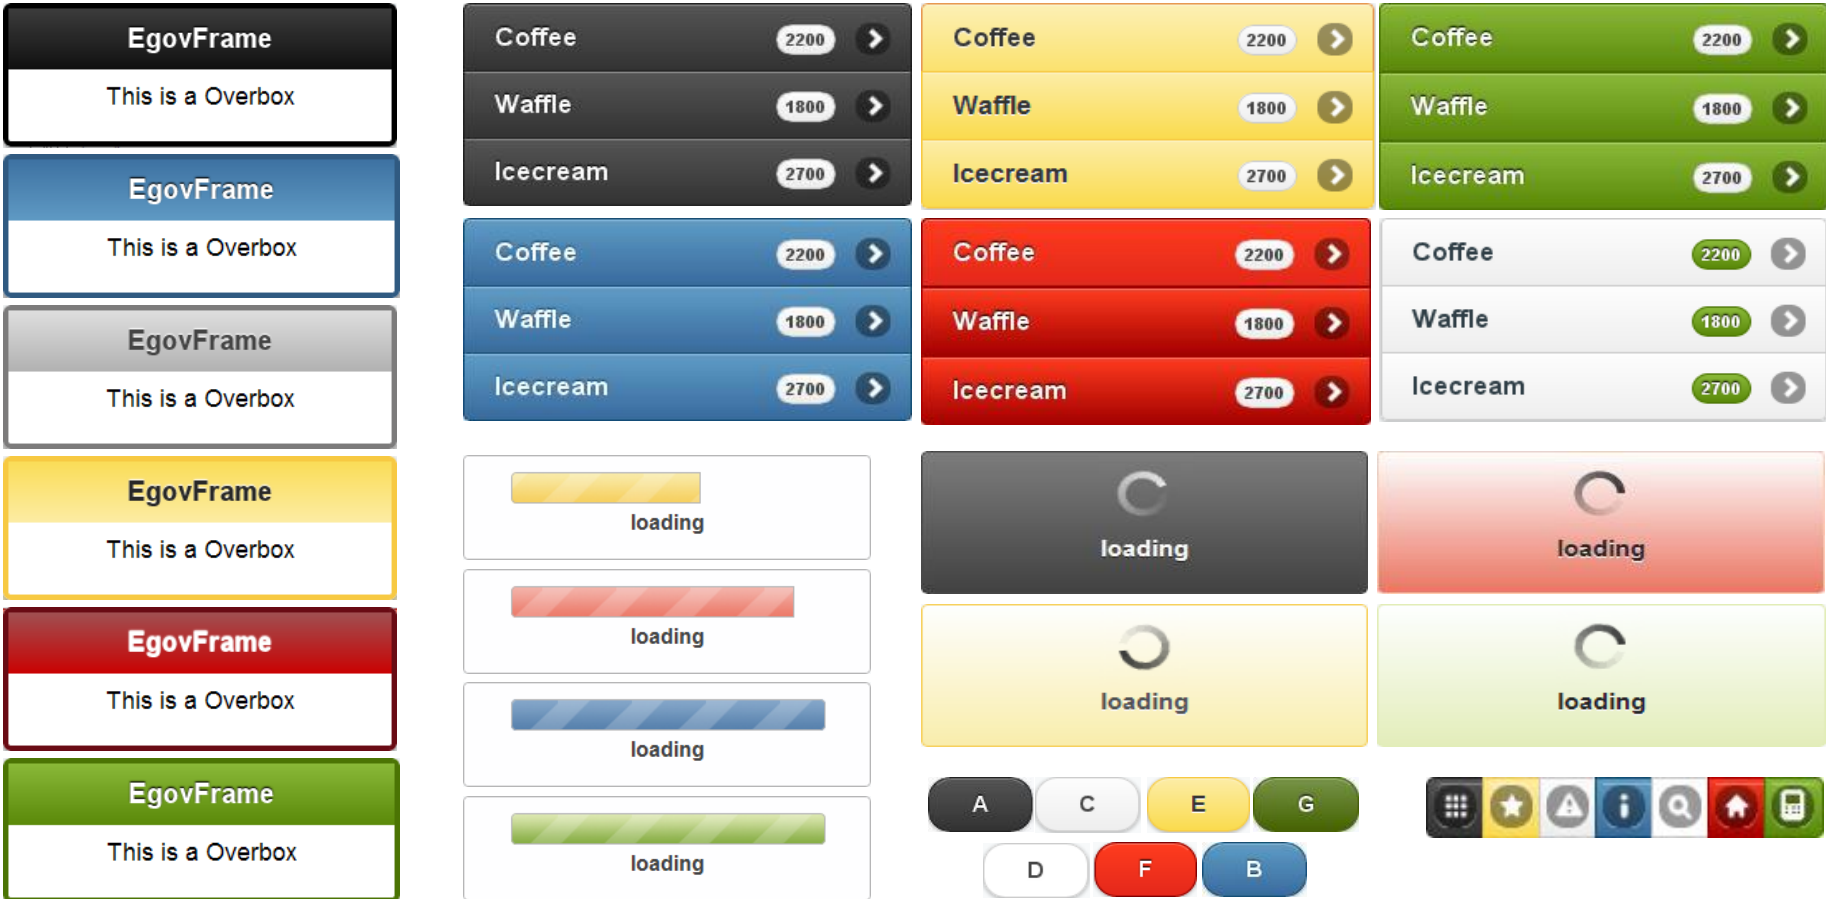 EgovFrame
This is a Overbox
EgovFrame
This is a Overbox
EgovFrame
This is a Overbox
EgovFrame
This is a Overbox
EgovFrame
This is a Overbox
EgovFrame
This is a Overbox
Coffee 2200
Waffle 1800
Icecream 2700
Coffee 2200
Waffle 1800
Icecream 2700
Coffee 2200
Waffle 1800
Icecream 2700
Coffee 2200
Waffle 1800
Icecream 2700
Coffee 2200
Waffle 1800
Icecream 2700
Coffee 2200
Waffle 1800
Icecream 2700
loading
loading
loading
loading
loading
loading
loading
loading
A C E G
D F B